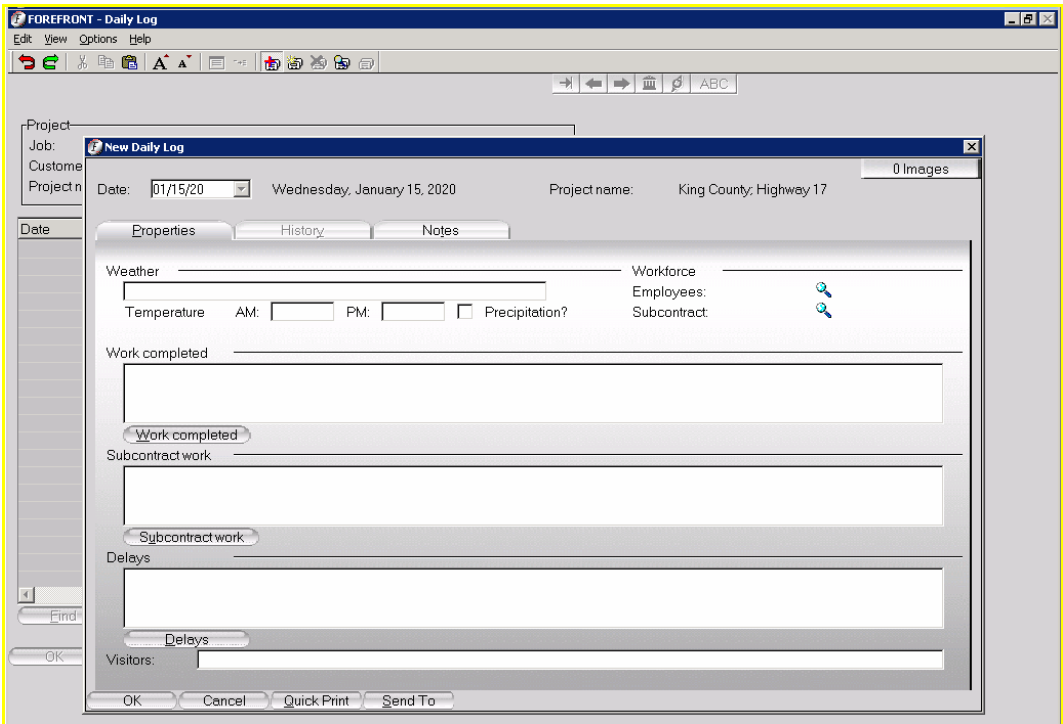 FOREFRONT - Daily Log
Edit View Options Help
A A
ABC
Project
Job:
Custome
Project n
New Daily Log
0 Images
Date: 01/15/20 Wednesday, January 15, 2020 Project name: King County; Highway 17
Date
Properties History Notes
Weather Workforce
Employees:
Temperature AM: PM: Precipitation? Subcontract:
Work completed
Work completed
Subcontract work
Subcontract work
Delays
Find
Delays
OK
Visitors:
OK Cancel Quick Print Send To